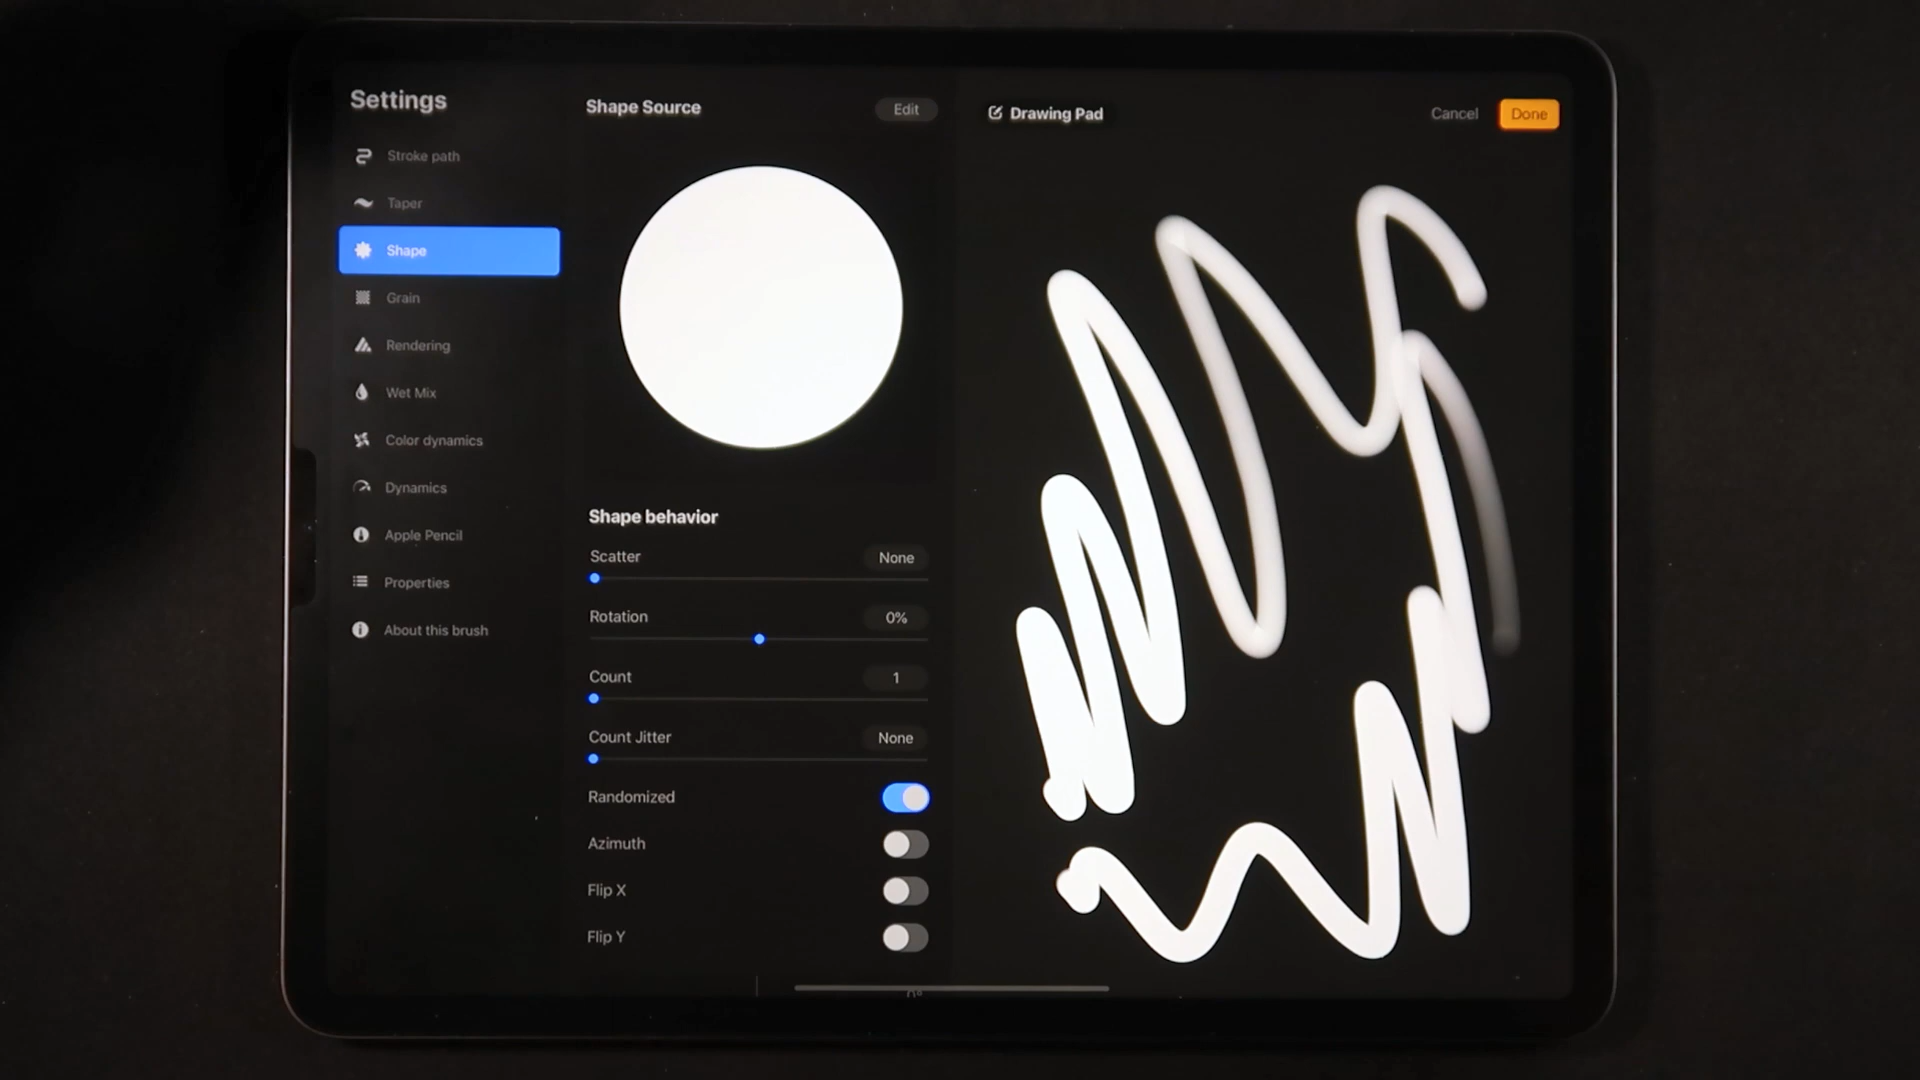 Settings
Stroke path
Taper
Shape
Grain
Rendering
Wet Mix
Color dynamics
Dynamics
Apple Pencil
Properties
About this brush
Shape Source
Edit
Shape behavior
Scatter None
Rotation 0%
Count 1
Count Jitter None
Randomized
Azimuth
Flip X
Flip Y
Drawing Pad
Cancel
Done